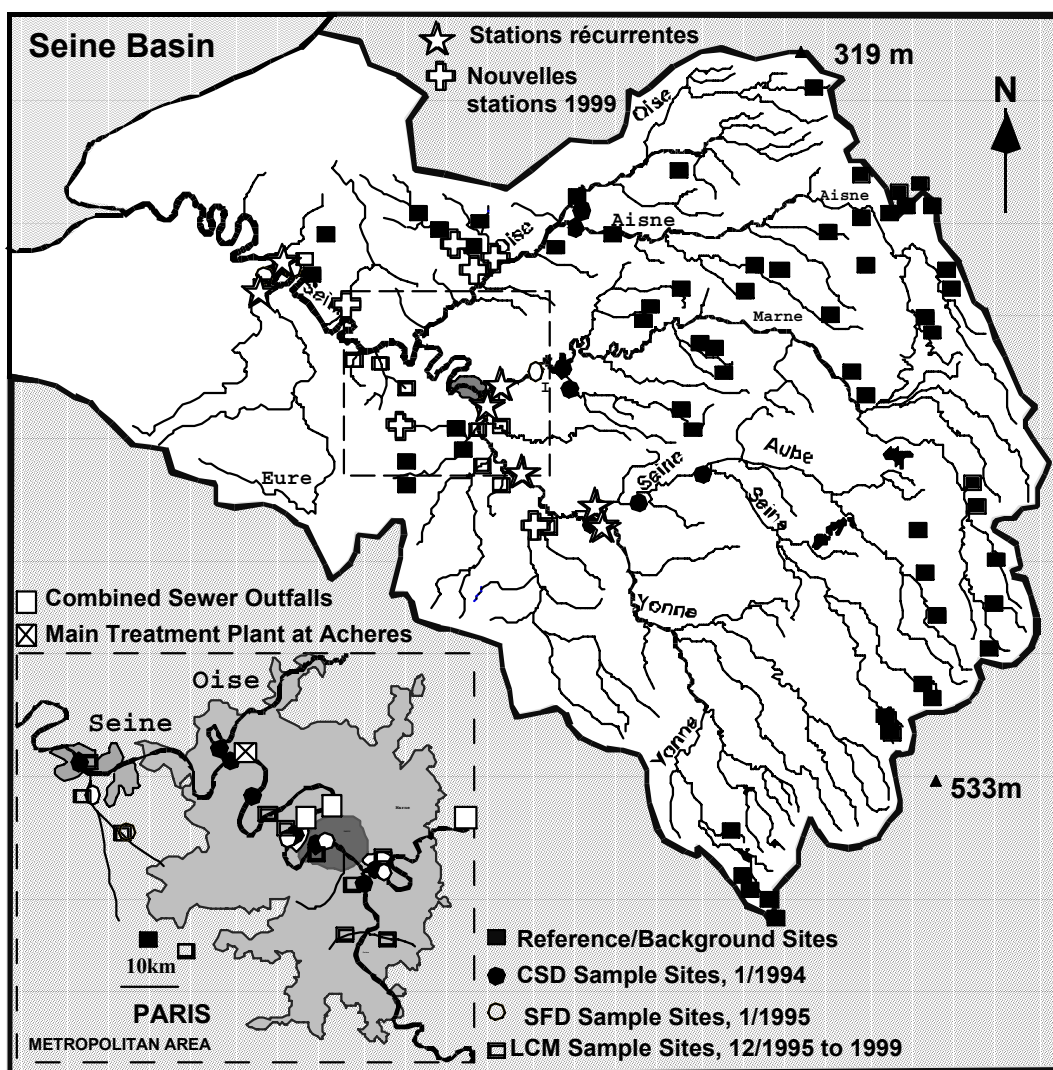 Seine Basin
Stations récurrentes
Nouvelles
stations 1999
319 m
N
Oise
Aisne
Aisne
Oise
Marne
Aube
Seine
Seine
Eure
Yonne
Yonne
533m
Combined Sewer Outfalls
Main Treatment Plant at Acheres
Oise
Seine
10km
PARIS
METROPOLITAN AREA
Reference/Background Sites
CSD Sample Sites, 1/1994
SFD Sample Sites, 1/1995
LCM Sample Sites, 12/1995 to 1999